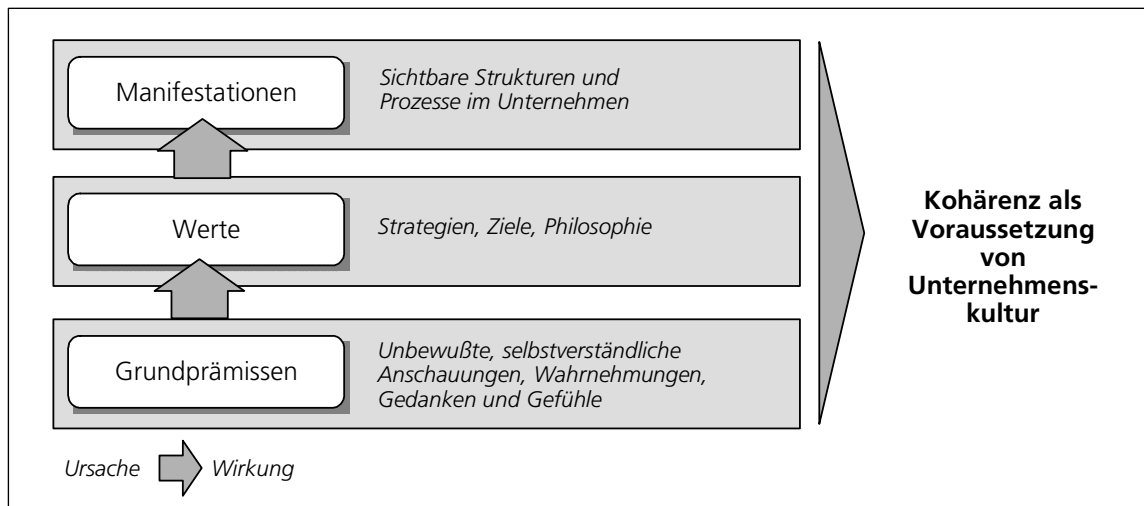 Manifestationen
Sichtbare Strukturen und
Prozesse im Unternehmen
Werte
Strategien, Ziele, Philosophie
Grundprämissen
Unbewußte, selbstverständliche
Anschauungen, Wahrnehmungen,
Gedanken und Gefühle
Ursache Wirkung
Kohärenz als
Voraussetzung
von
Unternehmens-
kultur